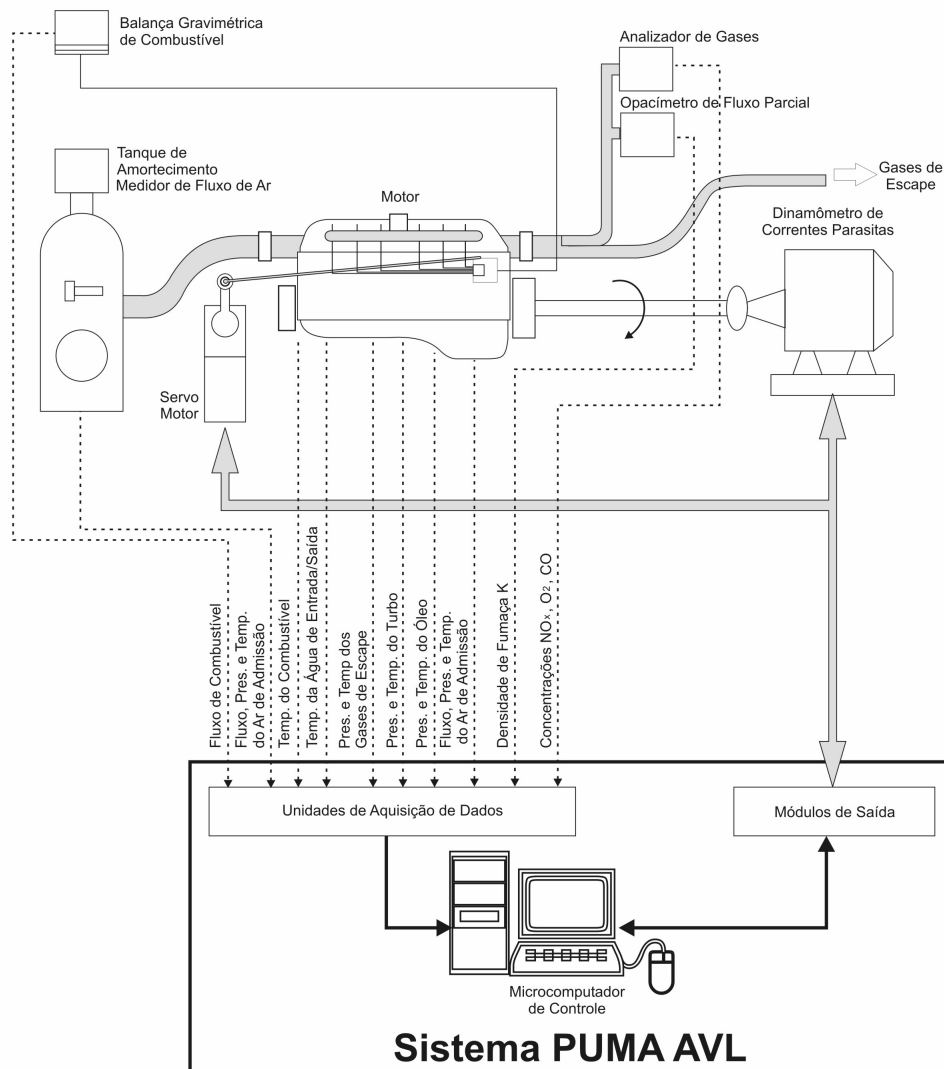 Balança Gravimétrica
de Combustível
Analizador de Gases
Opacímetro de Fluxo Parcial
Tanque de
Amortecimento
Medidor de Fluxo de Ar
Motor
Gases de
Escape
Dinamômetro de
Correntes Parasitas
Servo
Motor
Fluxo de Combustível
Fluxo, Pres. e Temp.
do Ar de Admissão
Temp. do Combustível
Temp. da Água de Entrada/Saída
Pres. e Temp dos
Gases de Escape
Pres. e Temp. do Turbo
Pres. e Temp. do Óleo
Fluxo, Pres. e Temp.
do Ar de Admissão
Densidade de Fumaça K
Concentrações NOx, O2, CO
Unidades de Aquisição de Dados
Módulos de Saída
Microcomputador
de Controle
Sistema PUMA AVL